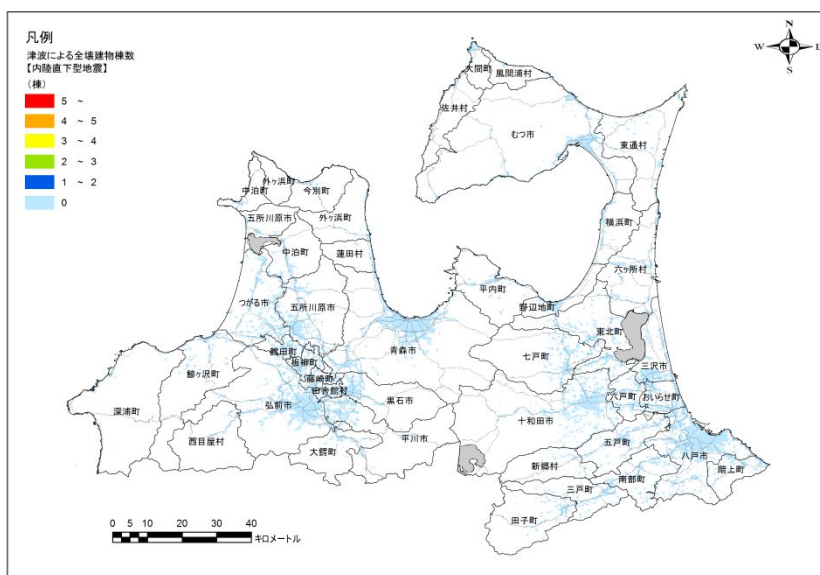 凡例
津波による全壊建物棟数
【内陸直下型地震】
(棟)
5 ~
4 ~ 5
3 ~ 4
2 ~ 3
1 ~ 2
0
N
W
E
S
大間町
風間浦村
佐井村
むつ市
東通村
外ヶ浜町
中泊町
今別町
五所川原市
外ヶ浜町
横浜町
中泊町
蓬田村
六ヶ所村
平内町
つがる市
五所川原市
野辺地町
東北町
青森市
鶴田町
七戸町
板柳町
三沢市
鰺ヶ沢町
藤崎町
田舎館村
黒石市
六戸町
おいらせ町
深浦町
弘前市
十和田市
西目屋村
平川市
五戸町
八戸市
大鰐町
新郷村
階上町
南部町
三戸町
田子町
0 5 10 20 30 40
キロメートル